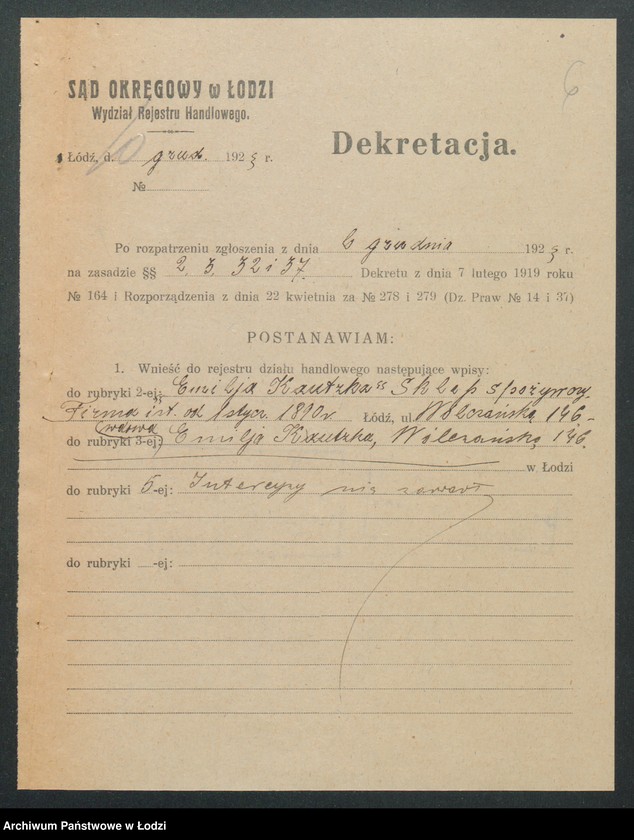 6
SĄD OKRĘGOWY w ŁODZI
Wydział Rejestru Handlowego.
Dekretacja.
Łódź, d. 10 grud. 1925 r.
№
Po rozpatrzeniu zgłoszenia z dnia 6 grudnia 1925 r.
na zasadzie §§ 2, 3, 32 i 37. Dekretu z dnia 7 lutego 1919 roku
№ 164 i Rozporządzenia z dnia 22 kwietnia za № 278 i 279 (Dz. Praw № 14 i 37)
POSTANAWIAM:
1. Wnieść do rejestru działu handlowego następujące wpisy:
do rubryki 2-ej: „Emilja Kautzka" Sklep spożywczy
Firma ist. od 1 stycz. 1890 r. Łódź, ul. Wólczańska 146 -
wdowa
do rubryki 3-ej: Emilja Kautzka, Wólczańska 146.
w Łodzi
do rubryki 5-ej: Intercyzy nie zawarł
do rubryki -ej:
Archiwum Państwowe w Łodzi